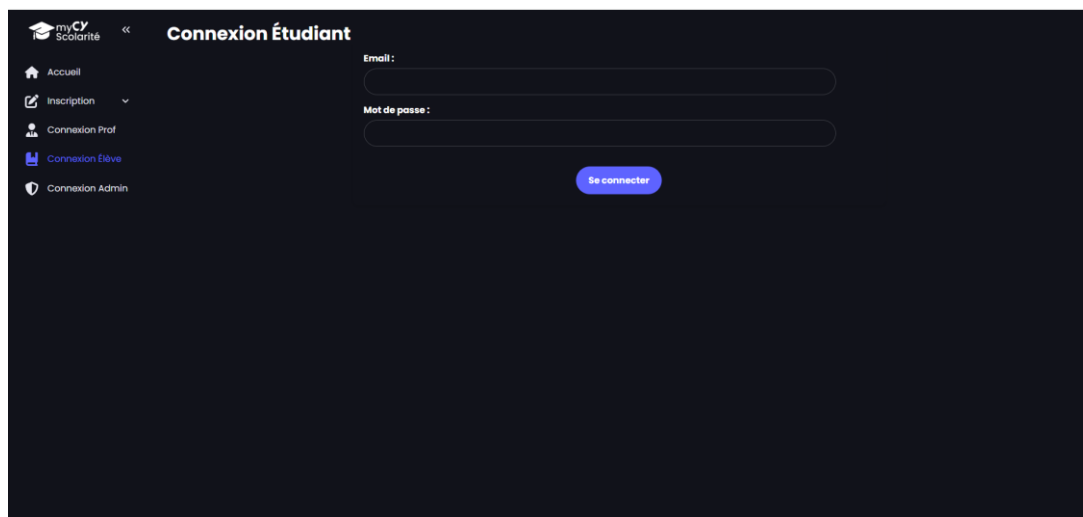 myCY
Scolarité
«
Connexion Étudiant
Accueil
Inscription
Connexion Prof
Connexion Élève
Connexion Admin
Email :
Mot de passe :
Se connecter